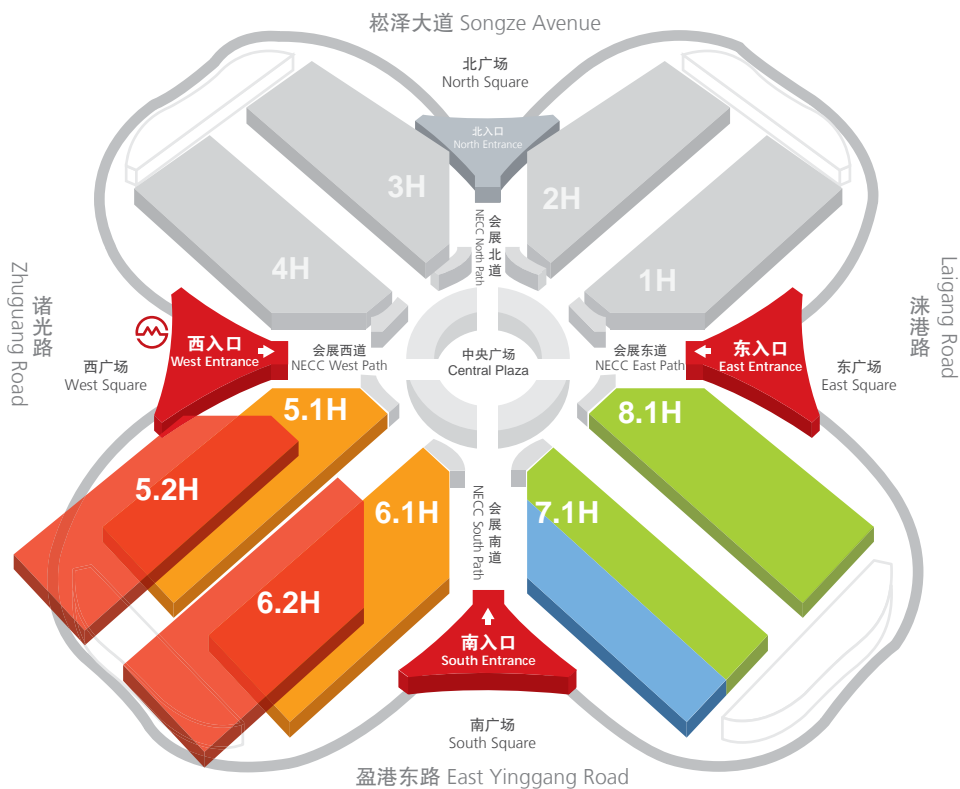 崧泽大道 Songze Avenue
北广场
North Square
北入口
North Entrance
3H
2H
会展北道
NECC North Path
4H
1H
诸光路
Zhuguang Road
涞港路
Laigang Road
西入口
West Entrance
西广场
West Square
会展西道
NECC West Path
中央广场
Central Plaza
会展东道
NECC East Path
东入口
East Entrance
东广场
East Square
5.1H
8.1H
5.2H
6.1H
7.1H
会展南道
NECC South Path
6.2H
南入口
South Entrance
南广场
South Square
盈港东路 East Yinggang Road